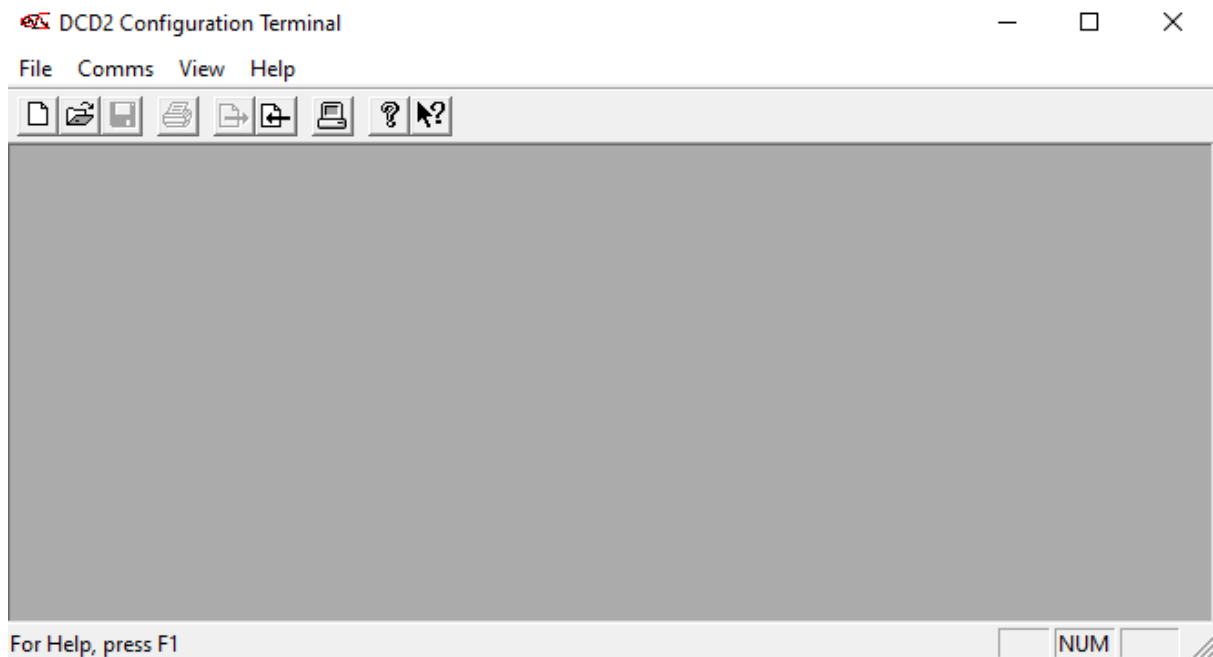 DCD2 Configuration Terminal
File Comms View Help
For Help, press F1
NUM